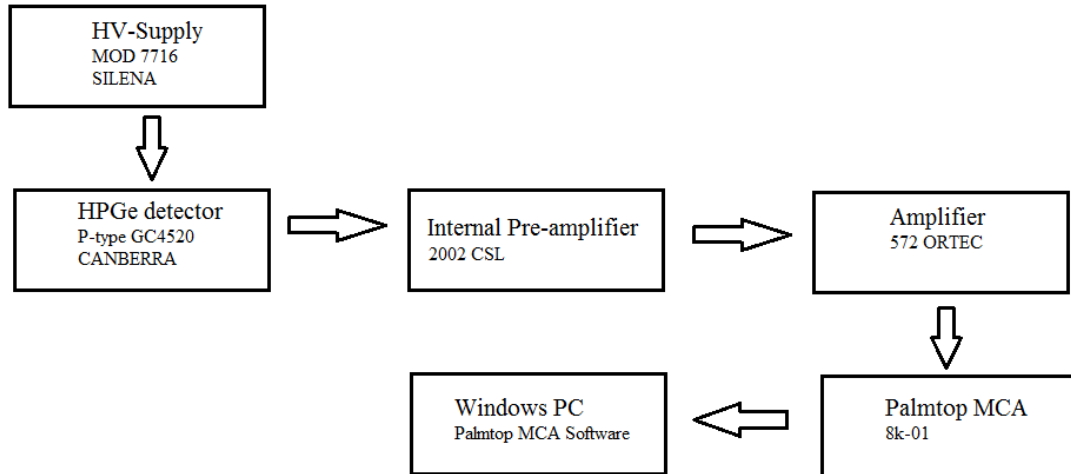 HV-Supply
MOD 7716
SILENA
HPGe detector
P-type GC4520
CANBERRA
Internal Pre-amplifier
2002 CSL
Amplifier
572 ORTEC
Palmtop MCA
8k-01
Windows PC
Palmtop MCA Software